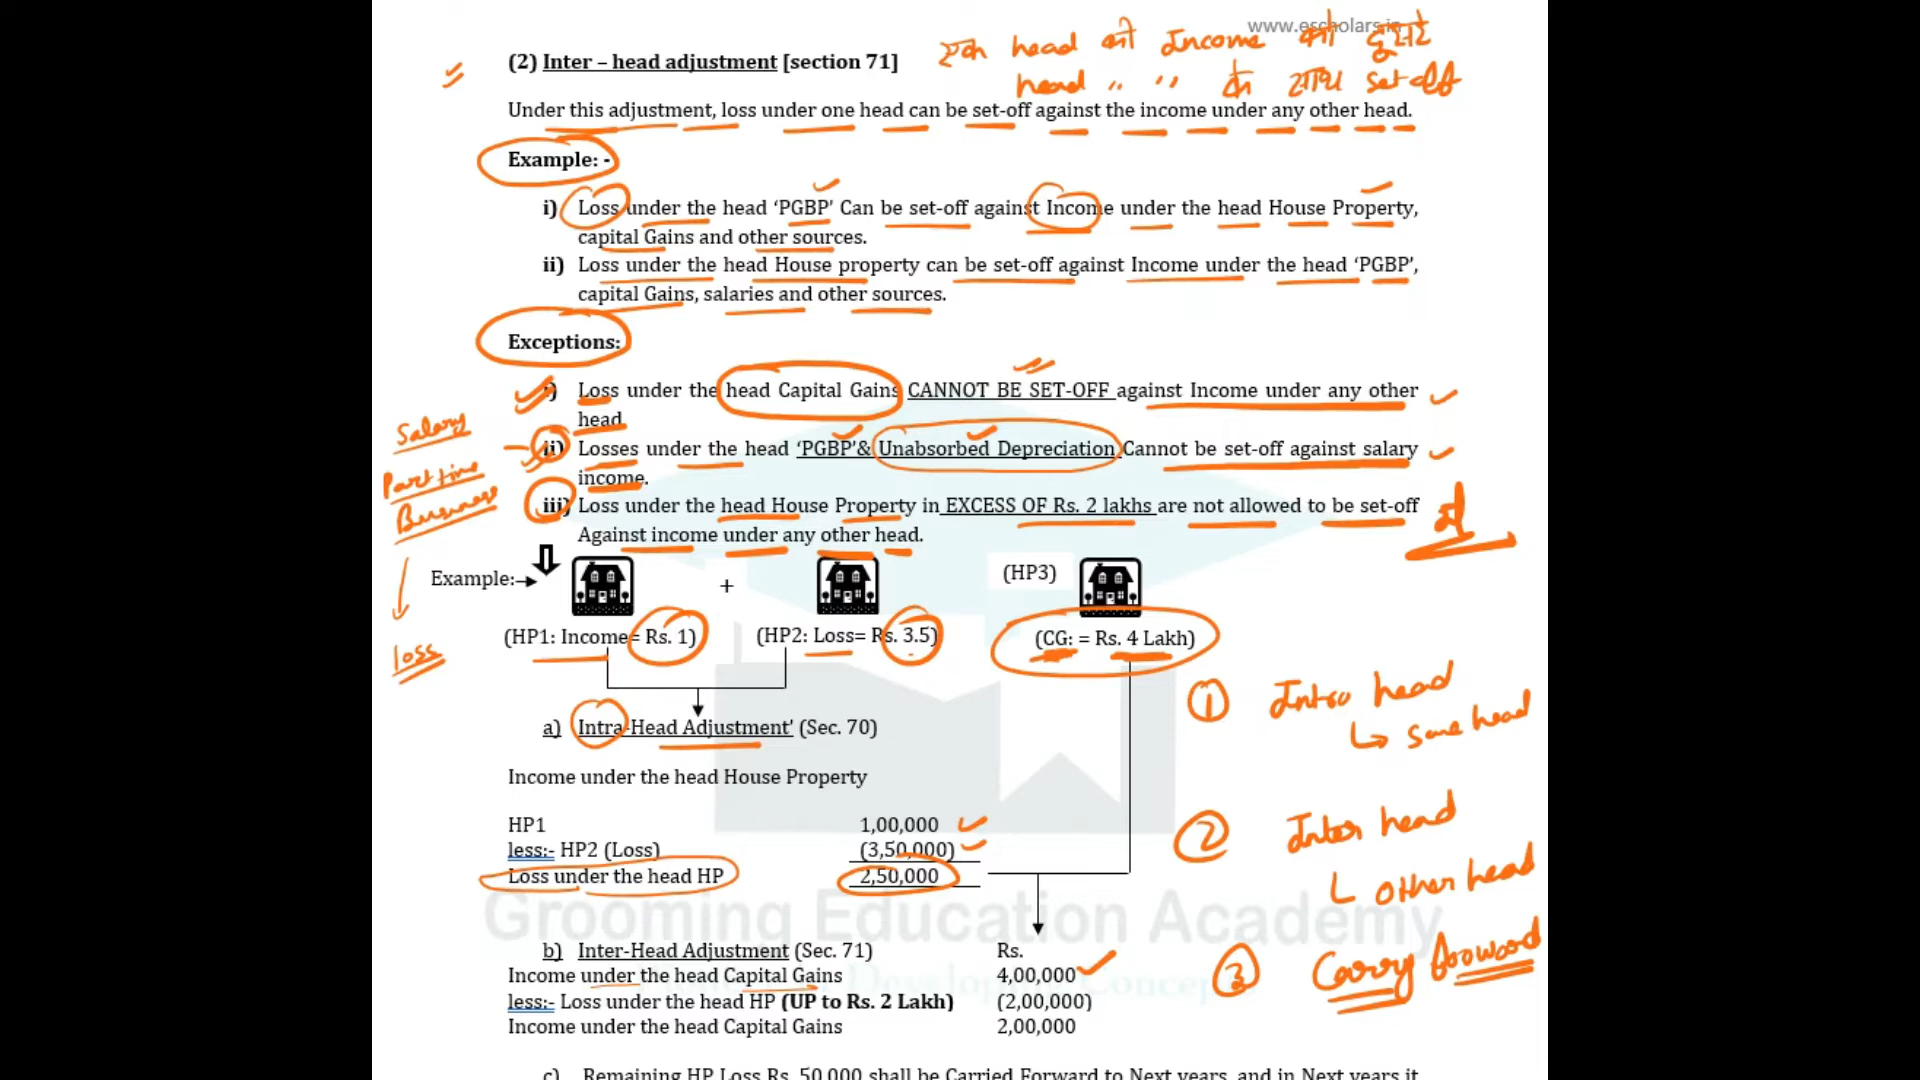 www.escholars.in
एक head की Income को दूसरे
head " " के साथ set off
(2) Inter – head adjustment [section 71]
Under this adjustment, loss under one head can be set-off against the income under any other head.
Example: -
i) Loss under the head ‘PGBP’ Can be set-off against Income under the head House Property,
capital Gains and other sources.
ii) Loss under the head House property can be set-off against Income under the head ‘PGBP’,
capital Gains, salaries and other sources.
Exceptions:
i) Loss under the head Capital Gains CANNOT BE SET-OFF against Income under any other
head.
ii) Losses under the head ‘PGBP’& Unabsorbed Depreciation Cannot be set-off against salary
income.
iii) Loss under the head House Property in EXCESS OF Rs. 2 lakhs are not allowed to be set-off
Against income under any other head.
Salary
Part time
Business
loss
Example:-
+
(HP3)
(HP1: Income= Rs. 1)
(HP2: Loss= Rs. 3.5)
(CG: = Rs. 4 Lakh)
a) Intra-Head Adjustment’ (Sec. 70)
Income under the head House Property
HP1 1,00,000
less:- HP2 (Loss) (3,50,000)
Loss under the head HP 2,50,000
1 Intra head
same head
2 Inter head
other head
3 Carry forward
Grooming Education Academy
b) Inter-Head Adjustment (Sec. 71) Rs.
Income under the head Capital Gains 4,00,000
less:- Loss under the head HP (UP to Rs. 2 Lakh) (2,00,000)
Income under the head Capital Gains 2,00,000
c) Remaining HP Loss Rs. 50,000 shall be Carried Forward to Next years, and in Next years it